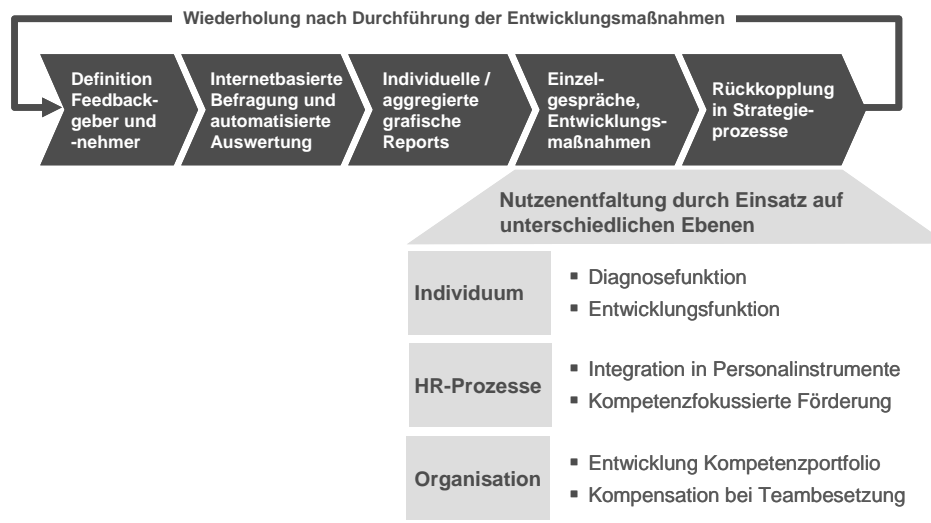 Wiederholung nach Durchführung der Entwicklungsmaßnahmen
Definition
Feedback-
geber und
-nehmer
Internetbasierte
Befragung und
automatisierte
Auswertung
Individuelle /
aggregierte
grafische
Reports
Einzel-
gespräche,
Entwicklungs-
maßnahmen
Rückkopplung
in Strategie-
prozesse
Nutzenentfaltung durch Einsatz auf
unterschiedlichen Ebenen
Individuum
▪ Diagnosefunktion
▪ Entwicklungsfunktion
HR-Prozesse
▪ Integration in Personalinstrumente
▪ Kompetenzfokussierte Förderung
Organisation
▪ Entwicklung Kompetenzportfolio
▪ Kompensation bei Teambesetzung